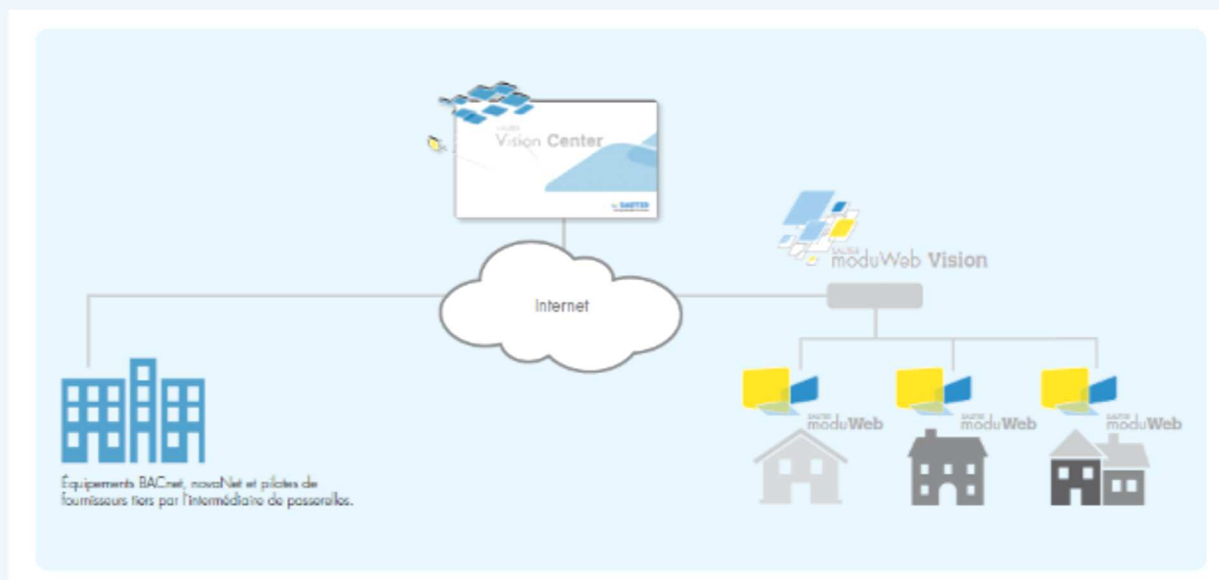 SAUTER
Vision Center
SAUTER
Internet
SAUTER
moduWeb Vision
SAUTER
moduWeb
SAUTER
moduWeb
SAUTER
moduWeb
Équipements BACnet, novaNet et pilotes de
fournisseurs tiers par l'intermédiaire de passerelles.